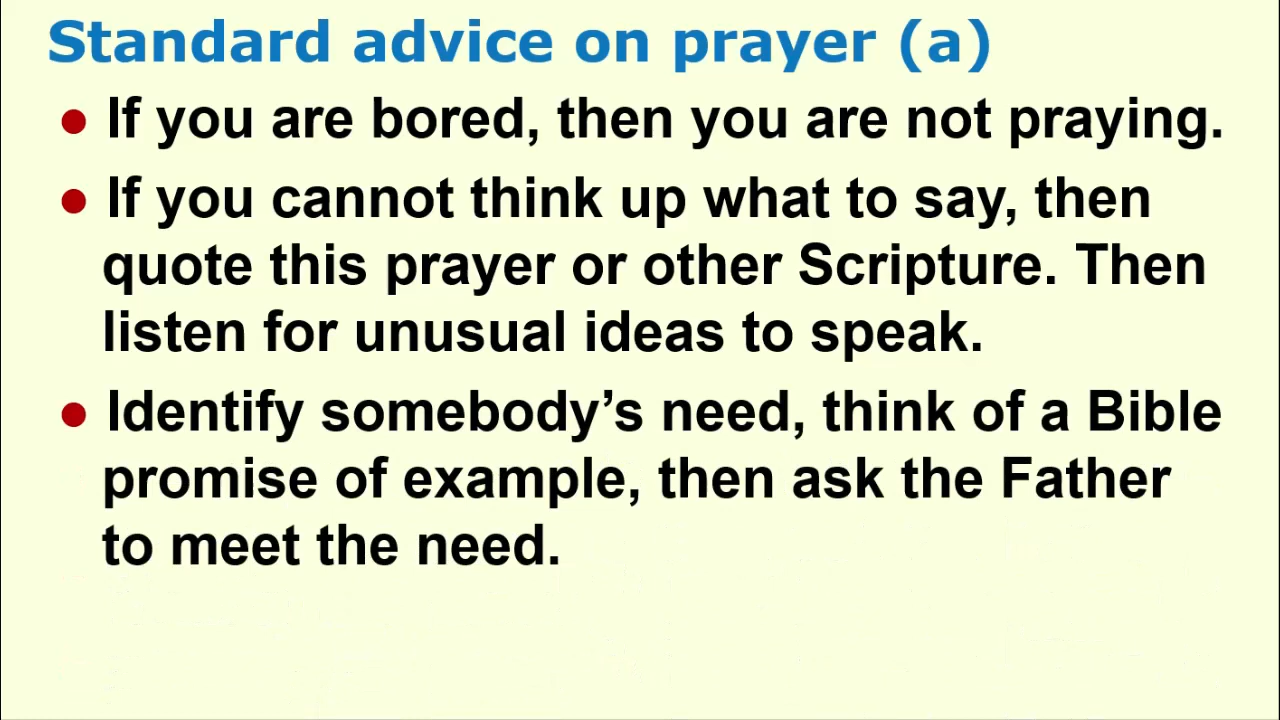 Standard advice on prayer (a)
● If you are bored, then you are not praying.
● If you cannot think up what to say, then
quote this prayer or other Scripture. Then
listen for unusual ideas to speak.
● Identify somebody’s need, think of a Bible
promise of example, then ask the Father
to meet the need.